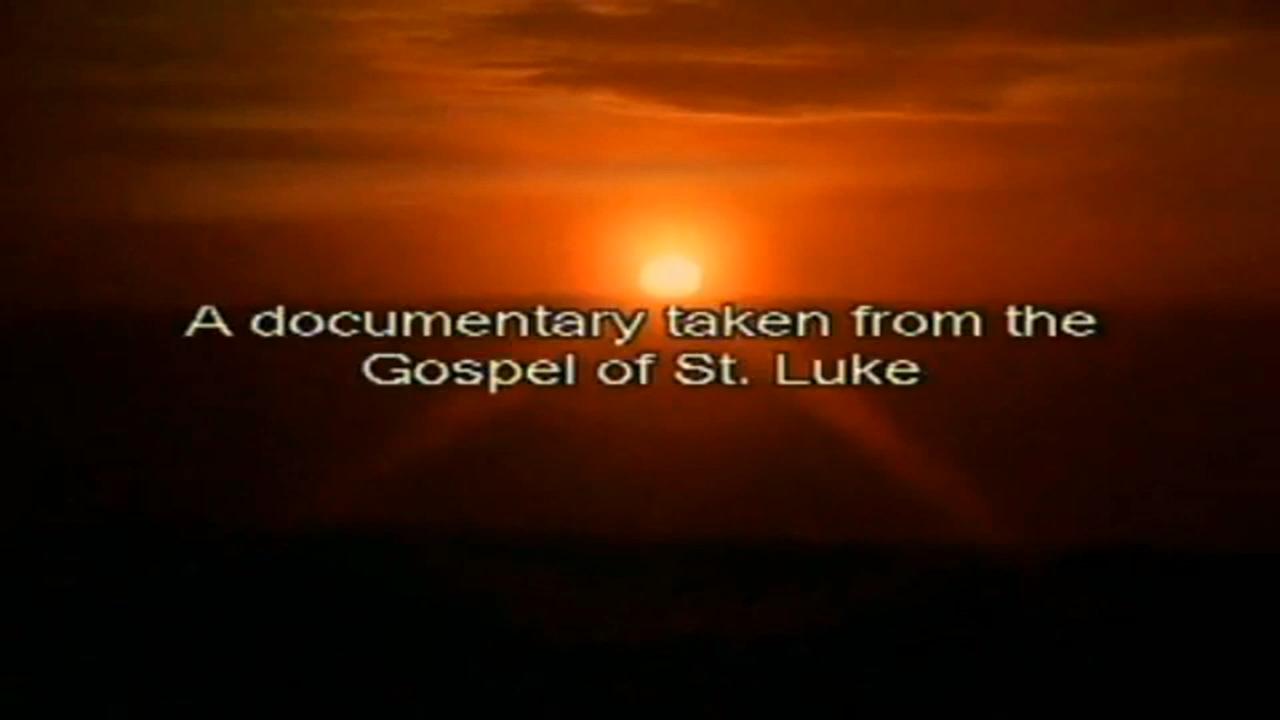 A documentary taken from the
Gospel of St. Luke